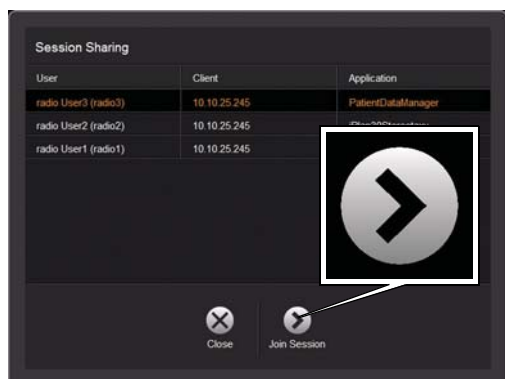 Session Sharing
User Client Application
radio User3 (radio3) 10.10.25.245 PatientDataManager
radio User2 (radio2) 10.10.25.245
radio User1 (radio1) 10.10.25.245
Close Join Session